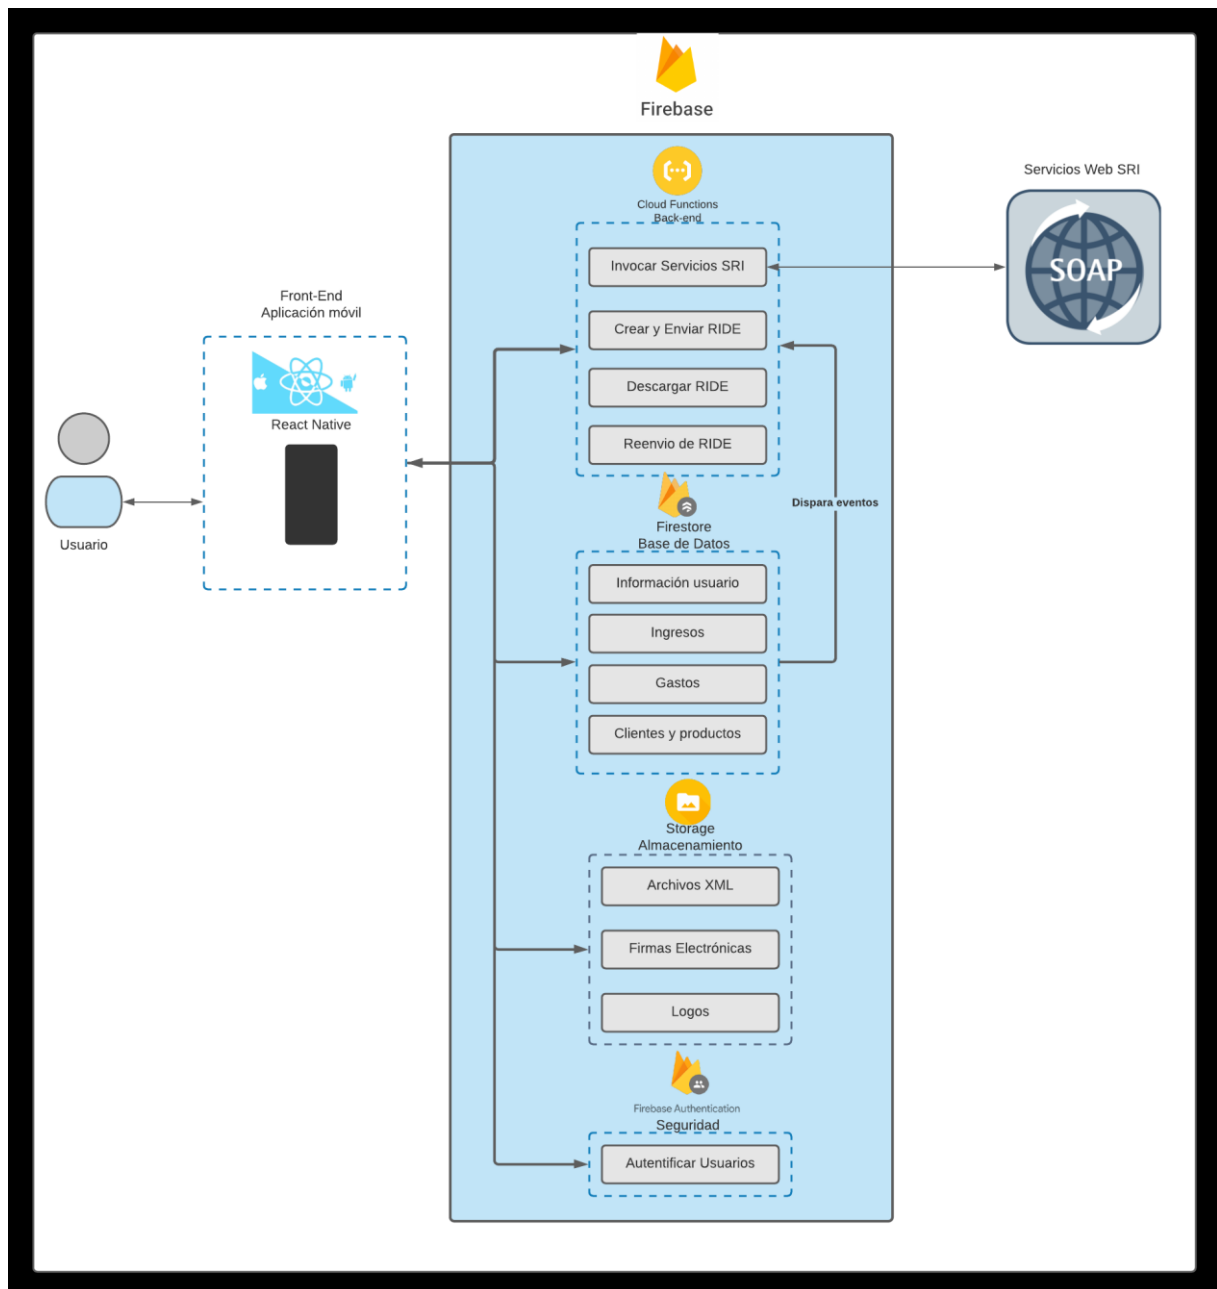 Firebase
Cloud Functions
Back-end
Invocar Servicios SRI
Crear y Enviar RIDE
Descargar RIDE
Reenvio de RIDE
Servicios Web SRI
SOAP
Front-End
Aplicación móvil
React Native
Usuario
Dispara eventos
Firestore
Base de Datos
Información usuario
Ingresos
Gastos
Clientes y productos
Storage
Almacenamiento
Archivos XML
Firmas Electrónicas
Logos
Firebase Authentication
Seguridad
Autentificar Usuarios